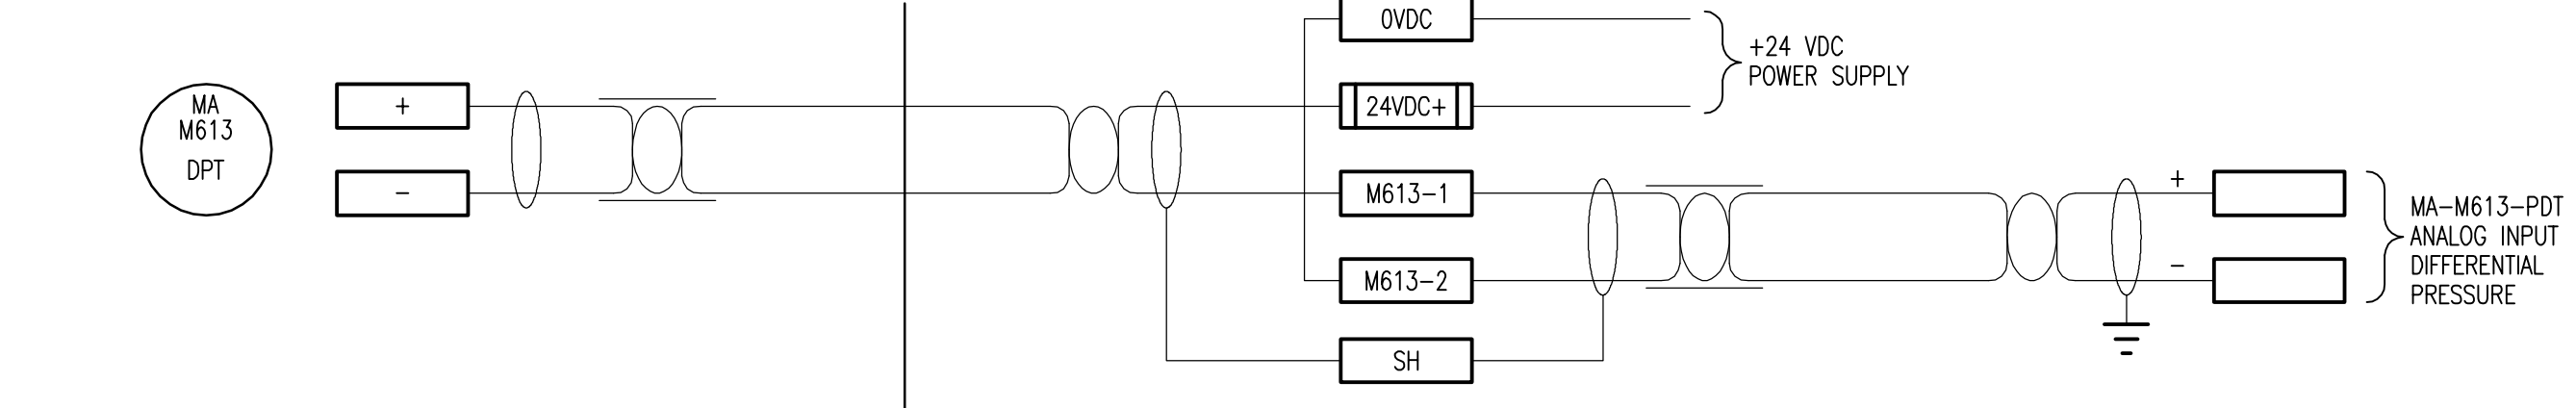 MA
M613
DPT
+
-
0VDC
24VDC+
M613-1
M613-2
SH
+24 VDC
POWER SUPPLY
+
-
MA-M613-PDT
ANALOG INPUT
DIFFERENTIAL
PRESSURE